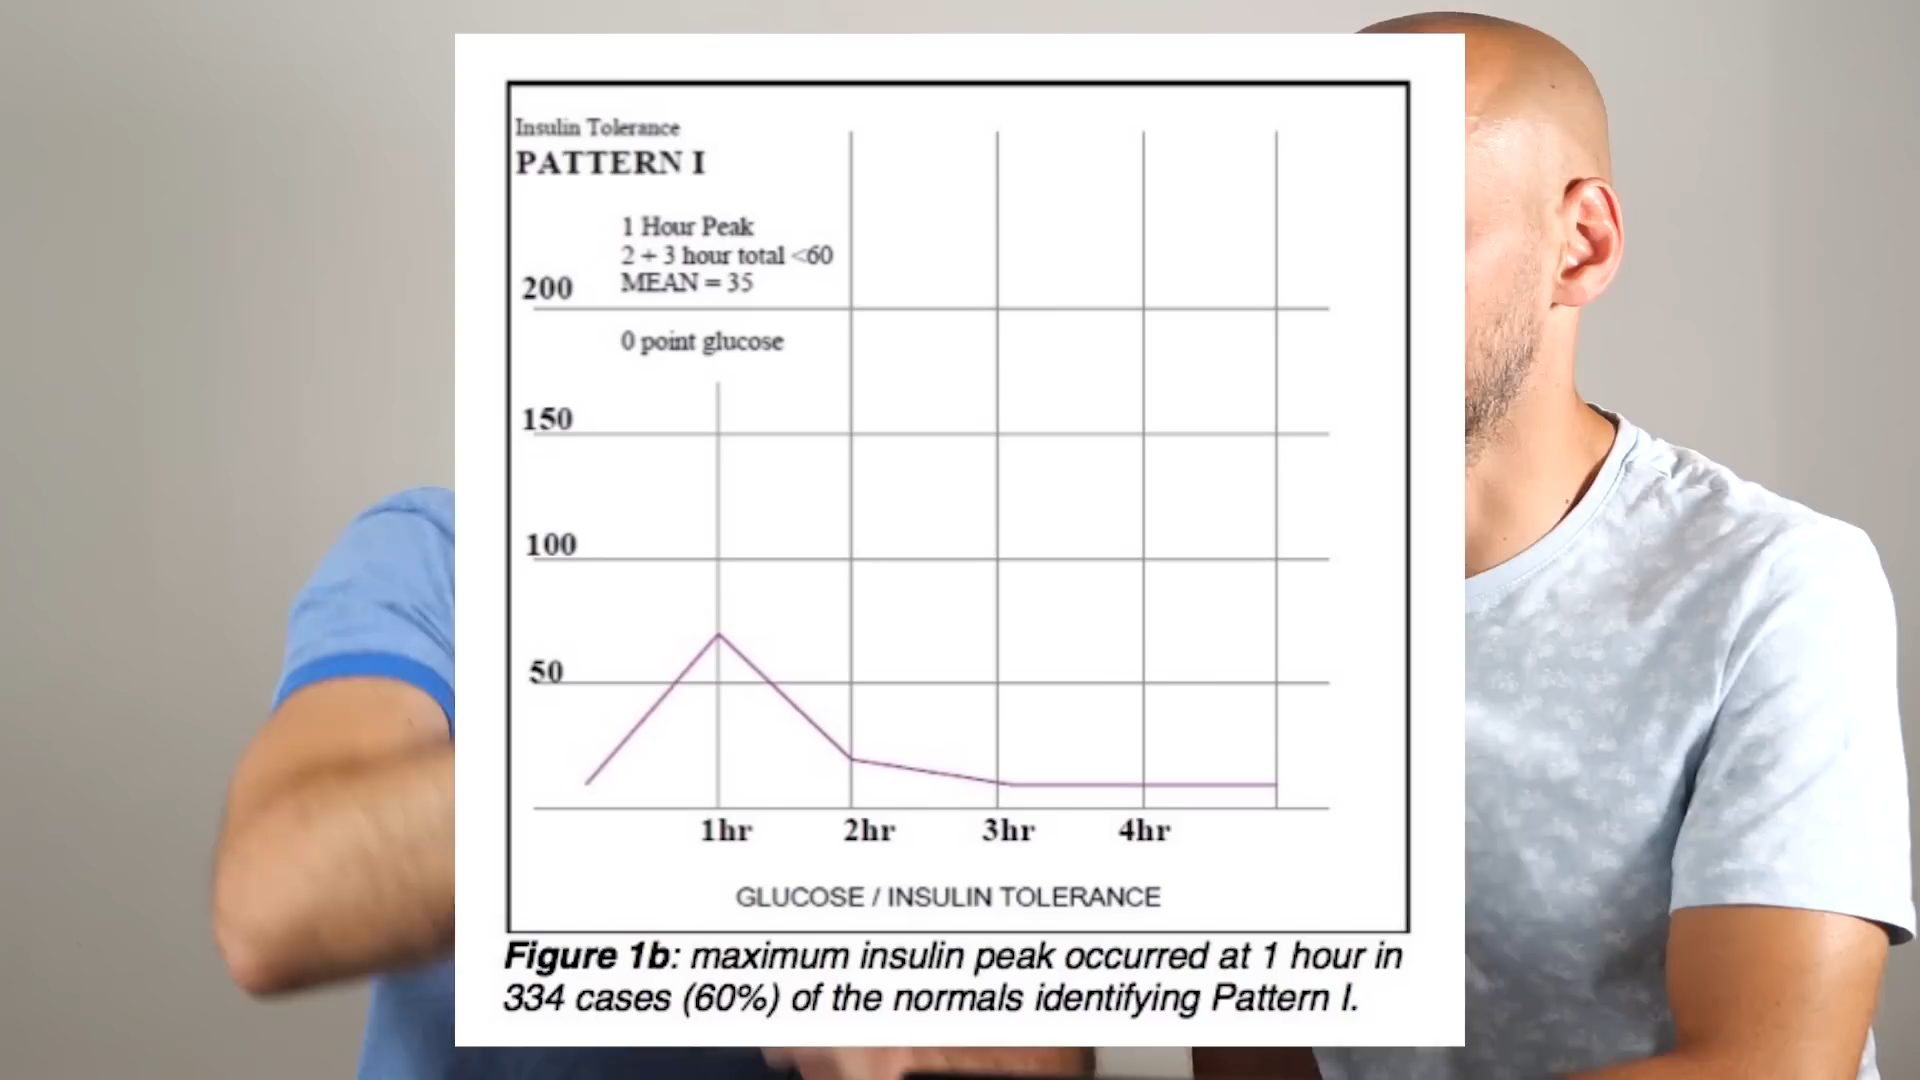 Insulin Tolerance
PATTERN I
1 Hour Peak
2 + 3 hour total <60
MEAN = 35
200
0 point glucose
150
100
50
1hr 2hr 3hr 4hr
GLUCOSE / INSULIN TOLERANCE
Figure 1b: maximum insulin peak occurred at 1 hour in
334 cases (60%) of the normals identifying Pattern I.